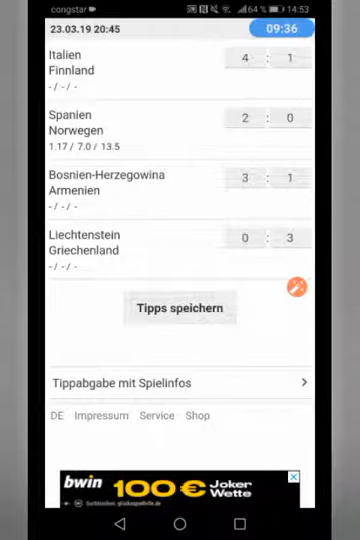 congstar 64 % 14:53
23.03.19 20:45 09:36
Italien 4 : 1
Finnland
- / - / -
Spanien 2 : 0
Norwegen
1.17 / 7.0 / 13.5
Bosnien-Herzegowina 3 : 1
Armenien
- / - / -
Liechtenstein 0 : 3
Griechenland
- / - / -
Tipps speichern
Tippabgabe mit Spielinfos
DE Impressum Service Shop
bwin 100 € Joker
Wette